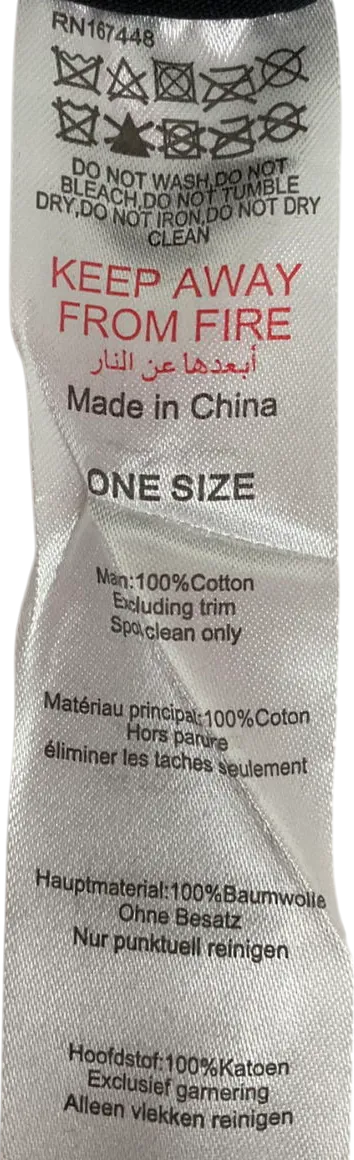 RN167448
DO NOT WASH,DO NOT
BLEACH,DO NOT TUMBLE
DRY,DO NOT IRON,DO NOT DRY
CLEAN
KEEP AWAY
FROM FIRE
أبعدها عن النار
Made in China
ONE SIZE
Man:100%Cotton
Excluding trim
Spot clean only
Matériau principal:100%Coton
Hors parure
éliminer les taches seulement
Hauptmaterial:100%Baumwolle
Ohne Besatz
Nur punktuell reinigen
Hoofdstof:100%Katoen
Exclusief garnering
Alleen vlekken reinigen